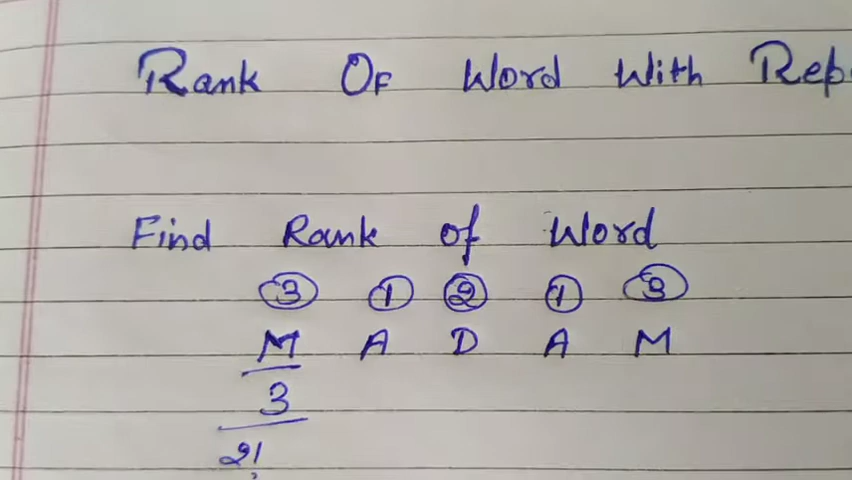 Rank Of Word With Rep
Find Rank of Word
3 1 2 1 3
M A D A M
3
2!